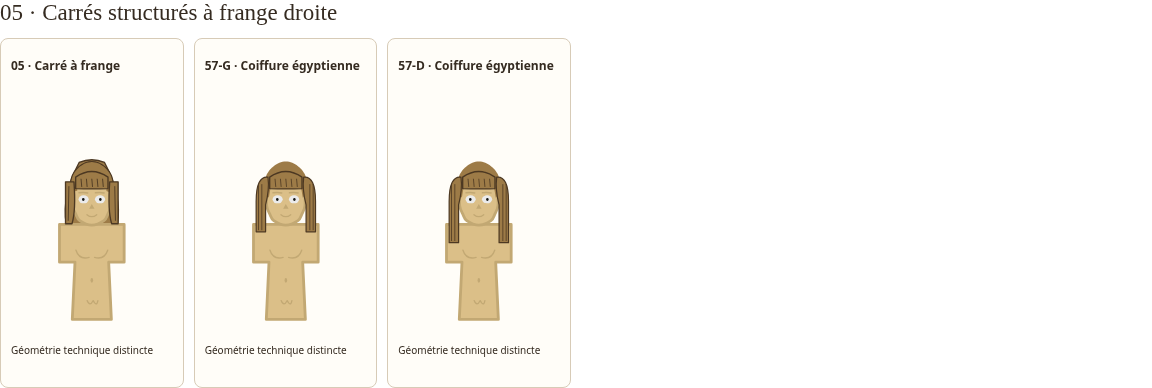 05 · Carrés structurés à frange droite
05 · Carré à frange
57-G · Coiffure égyptienne
57-D · Coiffure égyptienne
Géométrie technique distincte
Géométrie technique distincte
Géométrie technique distincte